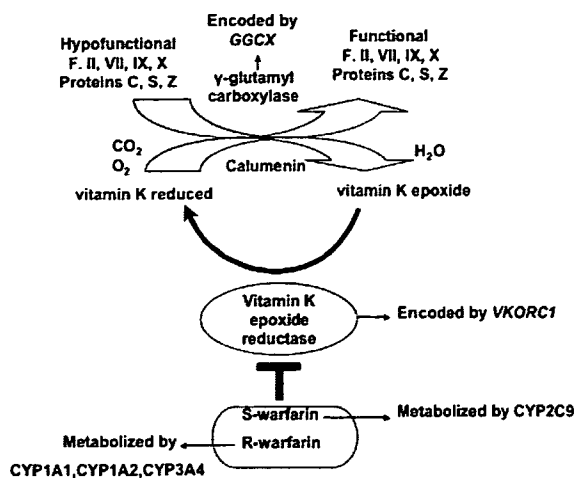 Encoded by
GGCX
Hypofunctional
F. II, VII, IX, X
Proteins C, S, Z
γ-glutamyl
carboxylase
Functional
F. II, VII, IX, X
Proteins C, S, Z
CO₂
O₂
Calumenin
H₂O
vitamin K reduced
vitamin K epoxide
Vitamin K
epoxide
reductase
Encoded by VKORC1
S-warfarin
R-warfarin
Metabolized by CYP2C9
Metabolized by
CYP1A1,CYP1A2,CYP3A4